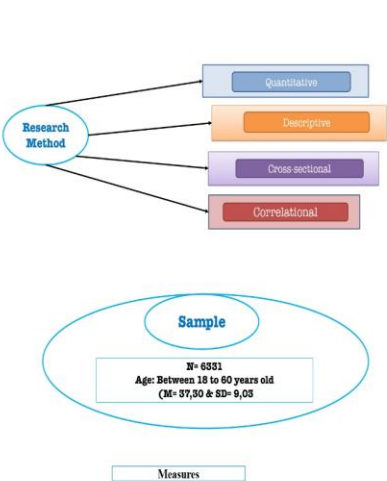 Research
Method
Quantitative
Descriptive
Cross-sectional
Correlational
Sample
N= 6331
Age: Between 18 to 60 years old
(M= 37,30 & SD= 9,03
Measures